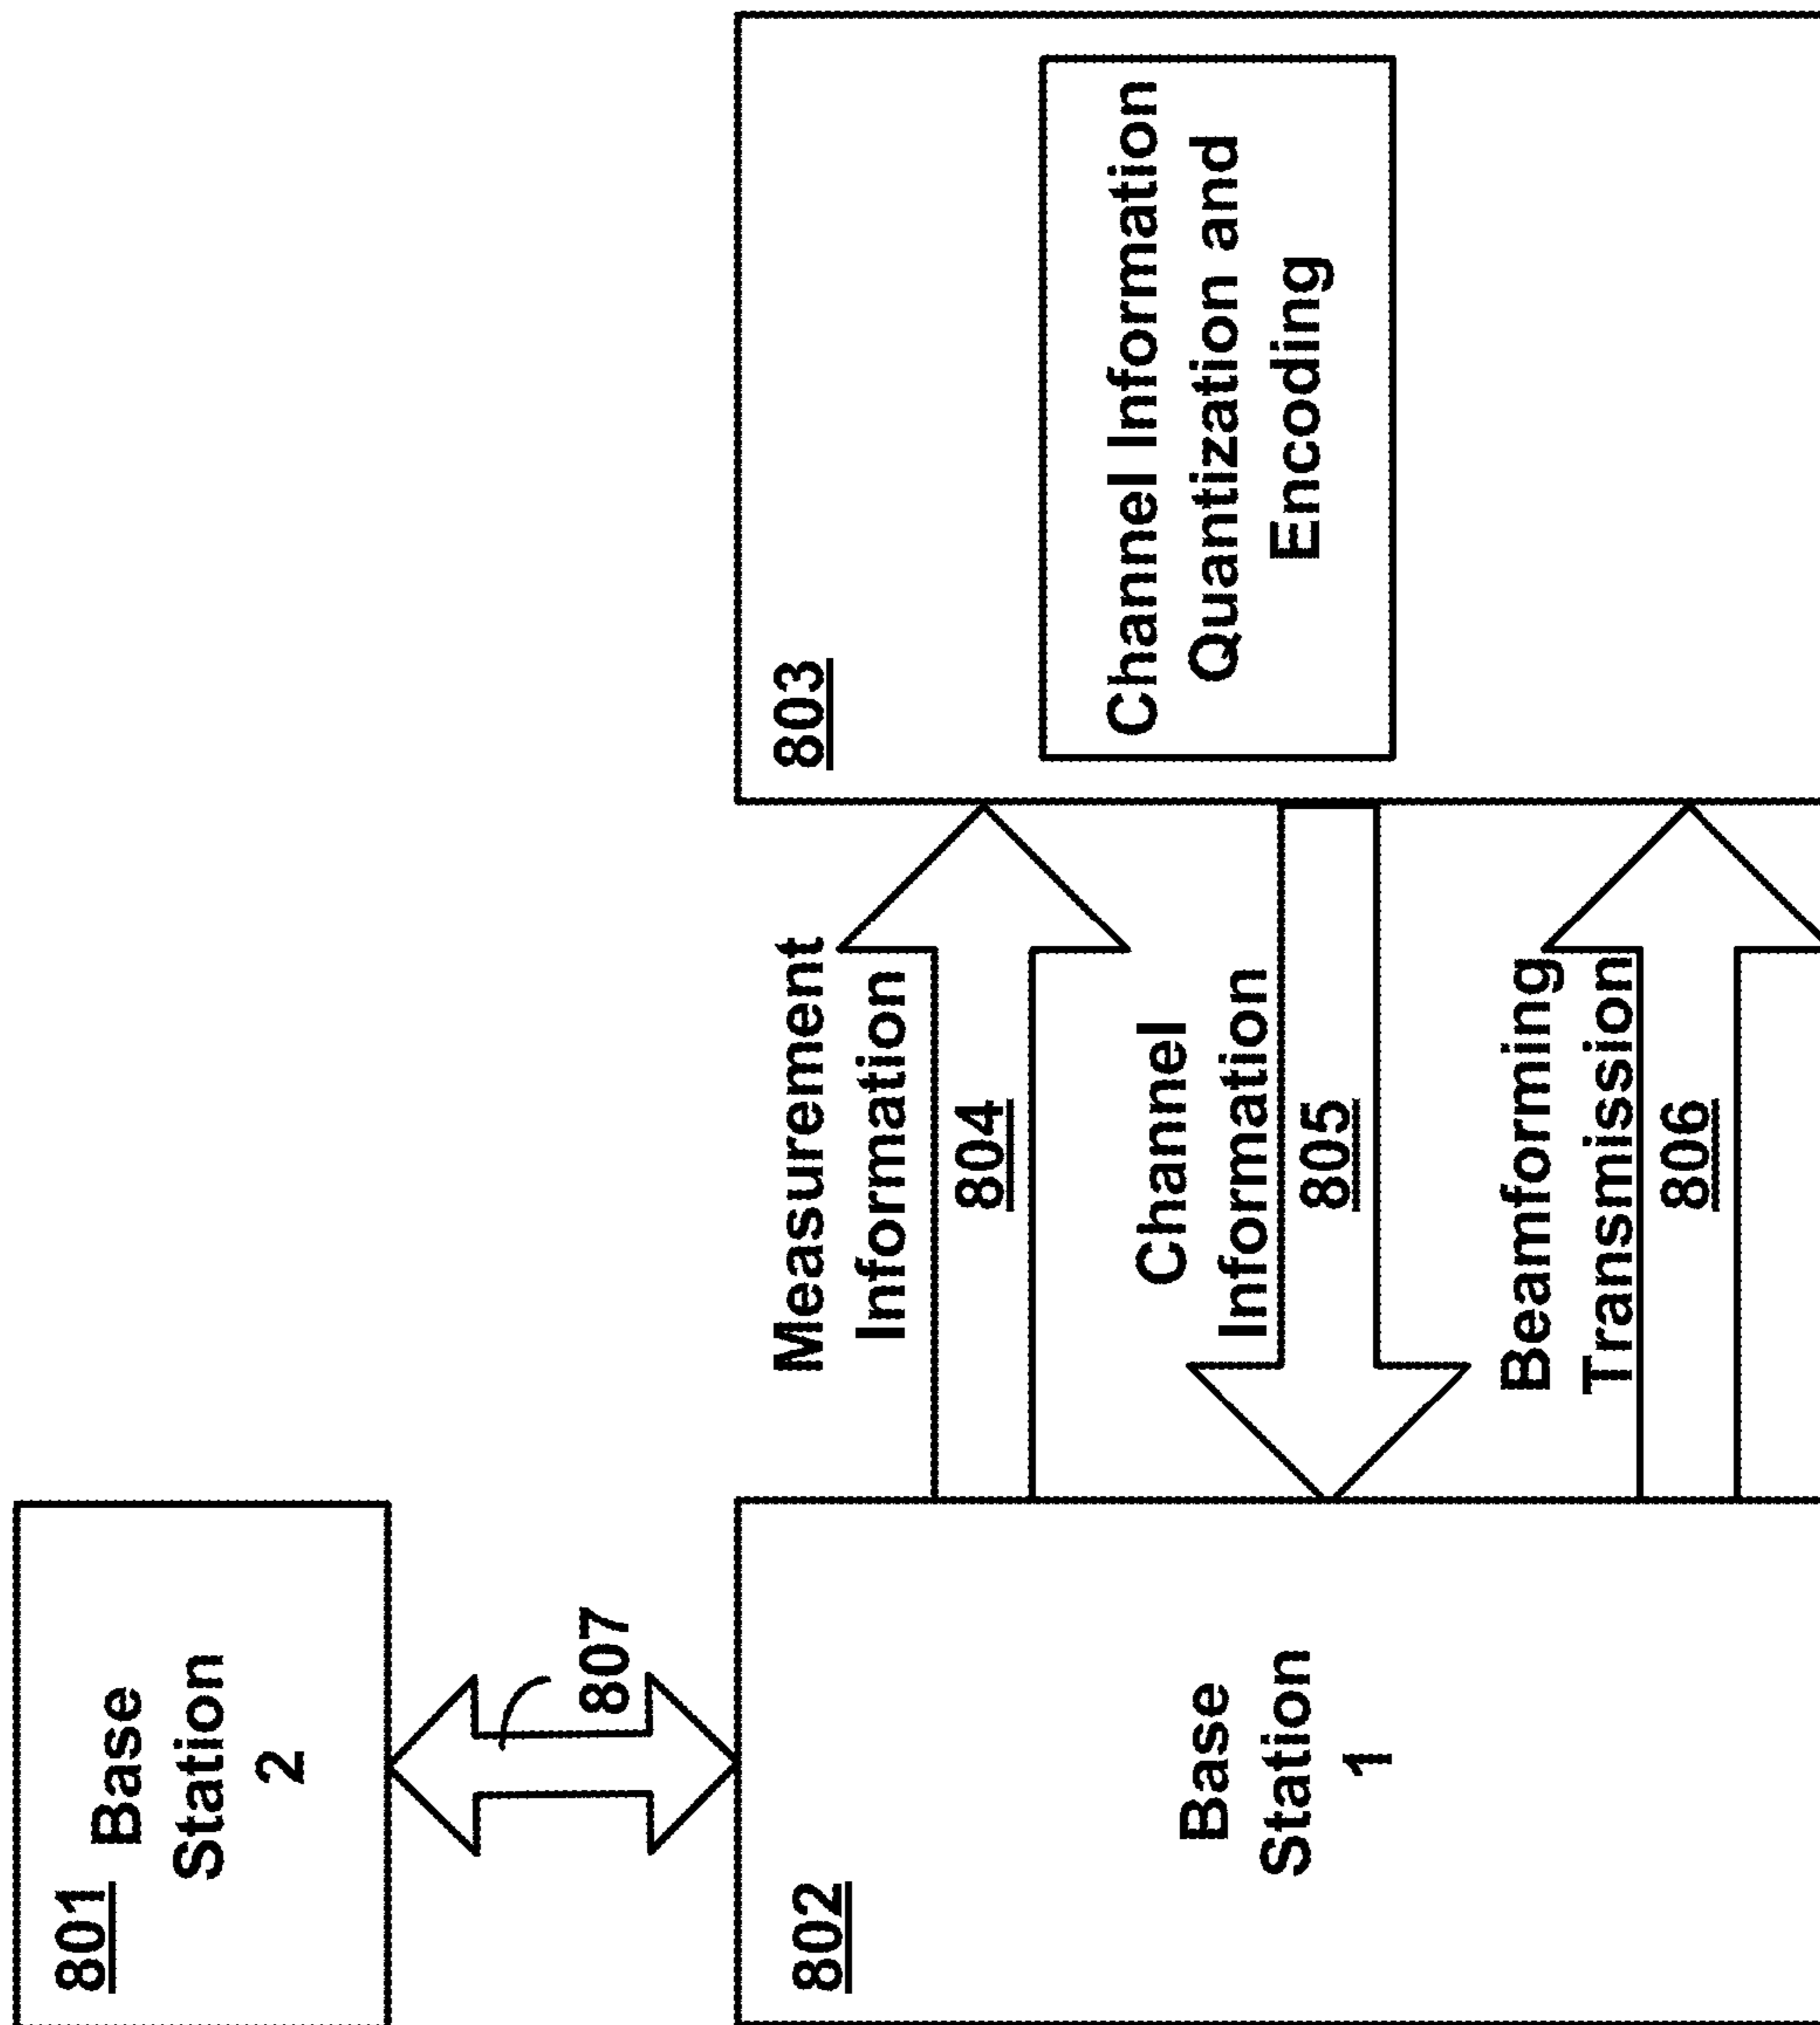 801
Base
Station
2
807
802
Base
Station
1
Measurement
Information
804
Channel
Information
805
Beamforming
Transmission
806
803
Channel Information
Quantization and
Encoding